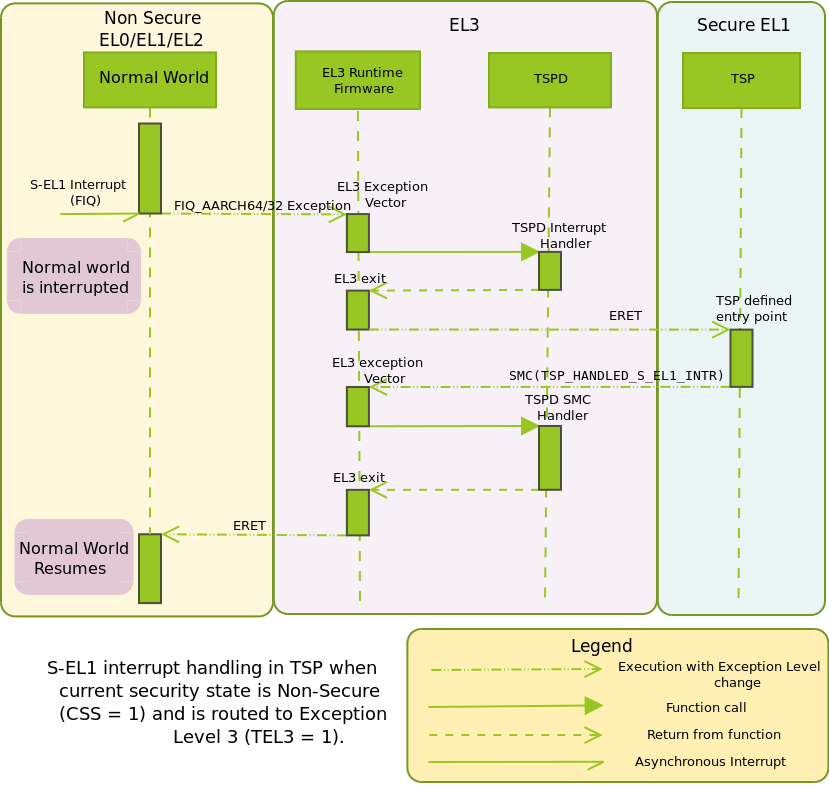 Non Secure
EL0/EL1/EL2
EL3
Secure EL1
Normal World
EL3 Runtime
Firmware
TSPD
TSP
S-EL1 Interrupt
(FIQ)
FIQ_AARCH64/32 Exception
EL3 Exception
Vector
TSPD Interrupt
Handler
Normal world
is interrupted
EL3 exit
TSP defined
entry point
ERET
EL3 exception
Vector
SMC(TSP_HANDLED_S_EL1_INTR)
TSPD SMC
Handler
EL3 exit
ERET
Normal World
Resumes
S-EL1 interrupt handling in TSP when
current security state is Non-Secure
(CSS = 1) and is routed to Exception
Level 3 (TEL3 = 1).
Legend
Execution with Exception Level
change
Function call
Return from function
Asynchronous Interrupt